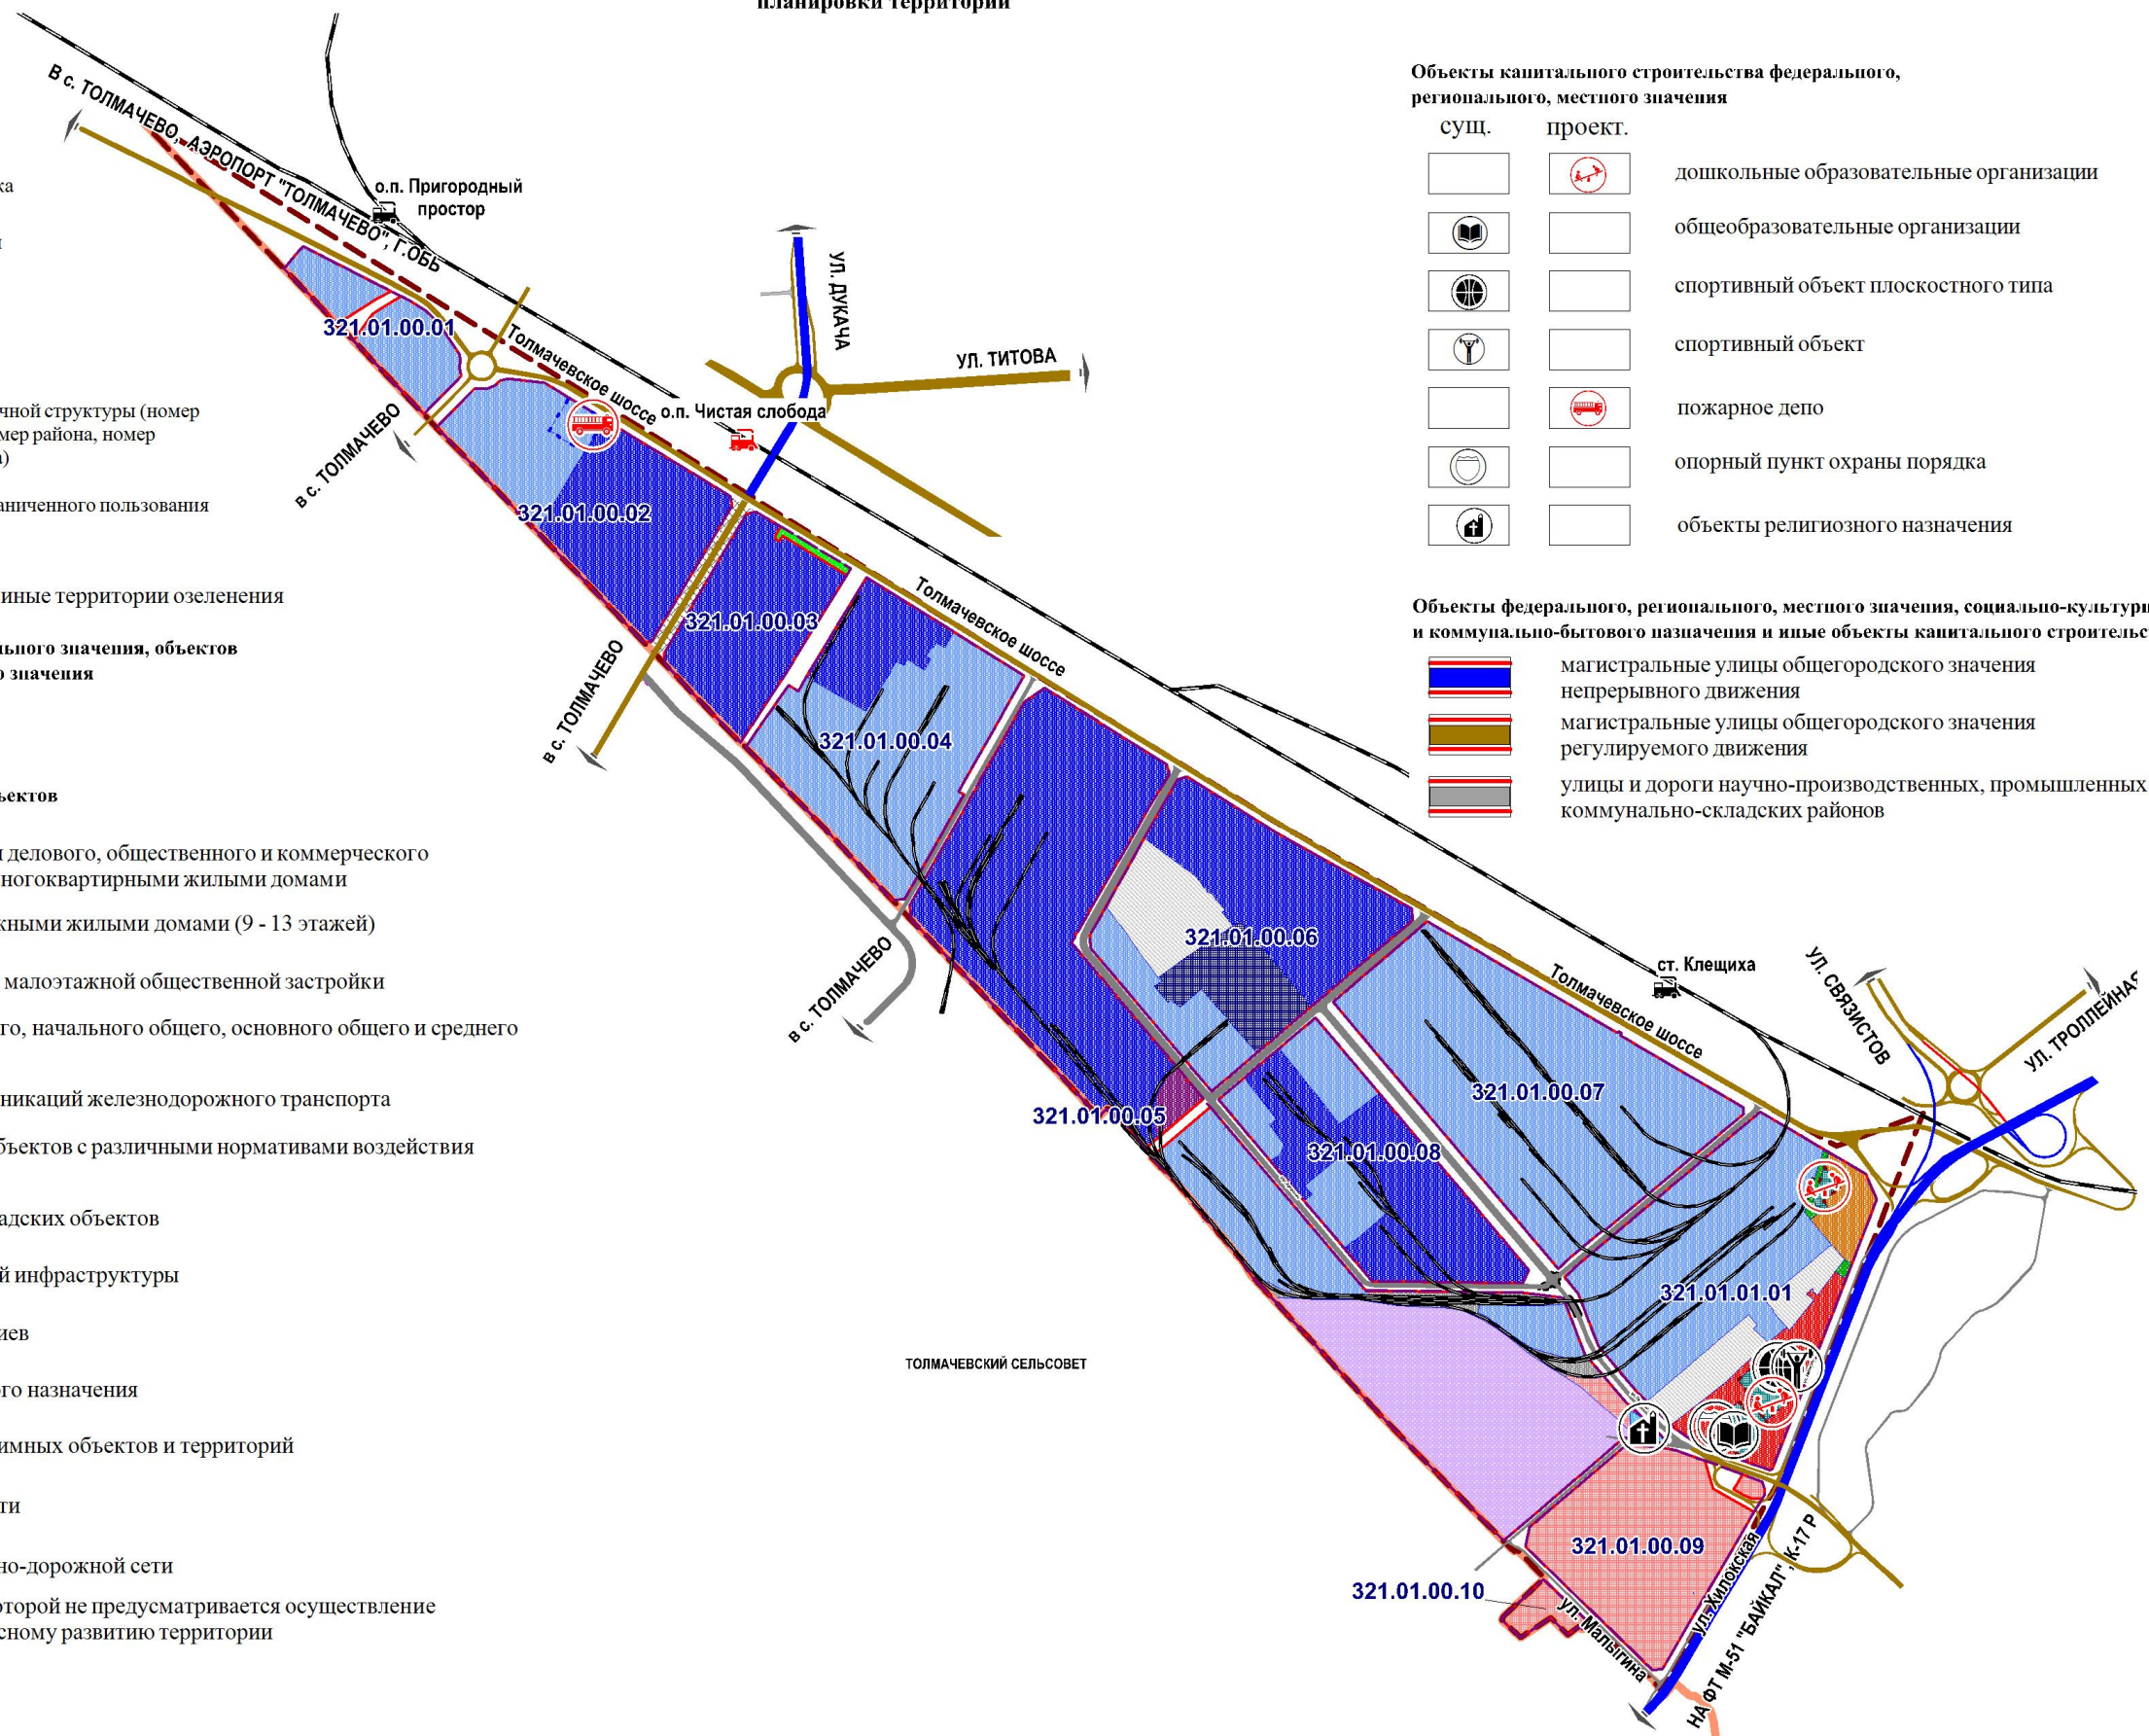 планировки территории
ка
и
чной структуры (номер
мер района, номер
а)
аниченного пользования
иные территории озеленения
льного значения, объектов
о значения
ъектов
и делового, общественного и коммерческого
ногоквартирными жилыми домами
жными жилыми домами (9 - 13 этажей)
малоэтажной общественной застройки
го, начального общего, основного общего и среднего
никаций железнодорожного транспорта
бъектов с различными нормативами воздействия
адских объектов
й инфраструктуры
иев
го назначения
имных объектов и территорий
ти
но-дорожной сети
оторой не предусматривается осуществление
сному развитию территории
В с. ТОЛМАЧЕВО, АЭРОПОРТ "ТОЛМАЧЕВО", Г.ОБЬ
о.п. Пригородный
простор
321.01.00.01
Толмачевское шоссе
УЛ. ДУКАЧА
УЛ. ТИТОВА
о.п. Чистая слобода
в с. ТОЛМАЧЕВО
321.01.00.02
321.01.00.03
Толмачевское шоссе
в с. ТОЛМАЧЕВО
321.01.00.04
321.01.00.06
в с. ТОЛМАЧЕВО
ст. Клещиха
Толмачевское шоссе
УЛ. СВЯЗИСТОВ
УЛ. ТРОЛЛЕЙНАЯ
321.01.00.07
321.01.00.05
321.01.00.08
321.01.01.01
ТОЛМАЧЕВСКИЙ СЕЛЬСОВЕТ
321.01.00.09
321.01.00.10
ул. Малыгина
ул. Хилокская
НА ФТ М-51 "БАЙКАЛ", К-17 Р
Объекты капитального строительства федерального,
регионального, местного значения
сущ. проект.
дошкольные образовательные организации
общеобразовательные организации
спортивный объект плоскостного типа
спортивный объект
пожарное депо
опорный пункт охраны порядка
объекты религиозного назначения
Объекты федерального, регионального, местного значения, социально-культурн
и коммунально-бытового назначения и иные объекты капитального строительс
магистральные улицы общегородского значения
непрерывного движения
магистральные улицы общегородского значения
регулируемого движения
улицы и дороги научно-производственных, промышленных
коммунально-складских районов